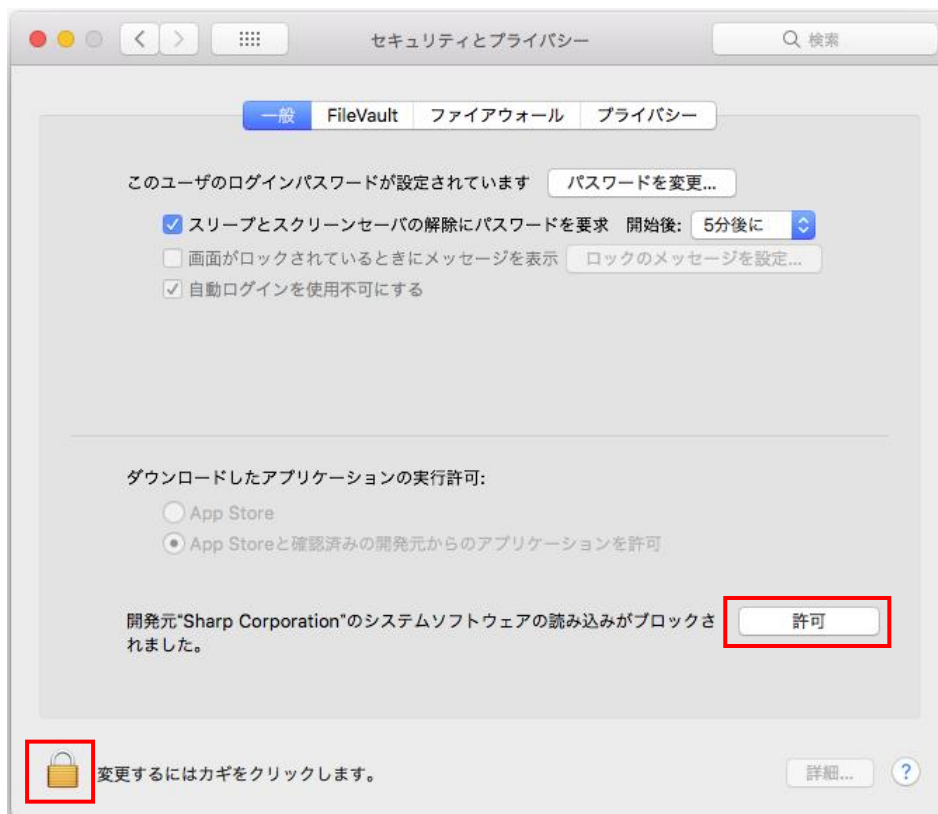 セキュリティとプライバシー
検索
一般 FileVault ファイアウォール プライバシー
このユーザのログインパスワードが設定されています パスワードを変更...
スリープとスクリーンセーバの解除にパスワードを要求 開始後: 5分後に
画面がロックされているときにメッセージを表示 ロックのメッセージを設定...
自動ログインを使用不可にする
ダウンロードしたアプリケーションの実行許可:
App Store
App Storeと確認済みの開発元からのアプリケーションを許可
開発元"Sharp Corporation"のシステムソフトウェアの読み込みがブロックさ 許可
れました。
変更するにはカギをクリックします。 詳細... ?